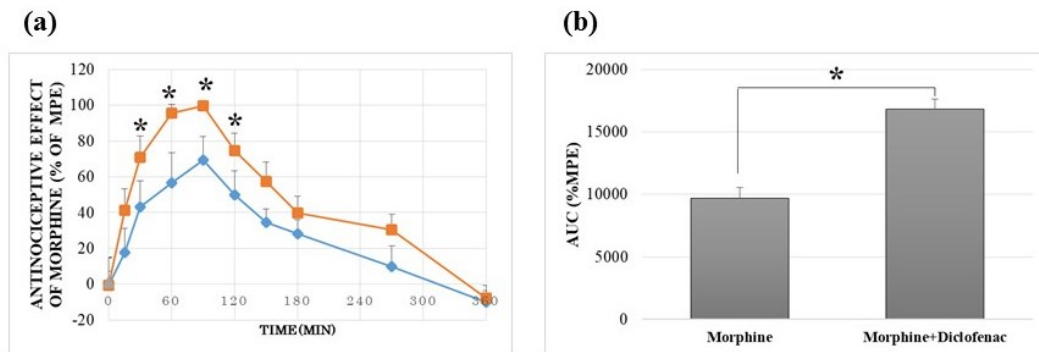 (a)
(b)
ANTINOCICEPTIVE EFFECT
OF MORPHINE (% OF MPE)
120
100
80
60
40
20
0
-20
0 60 120 180 240 300 360
TIME(MIN)
* * * *
AUC (%MPE)
20000
15000
10000
5000
0
*
Morphine Morphine+Diclofenac